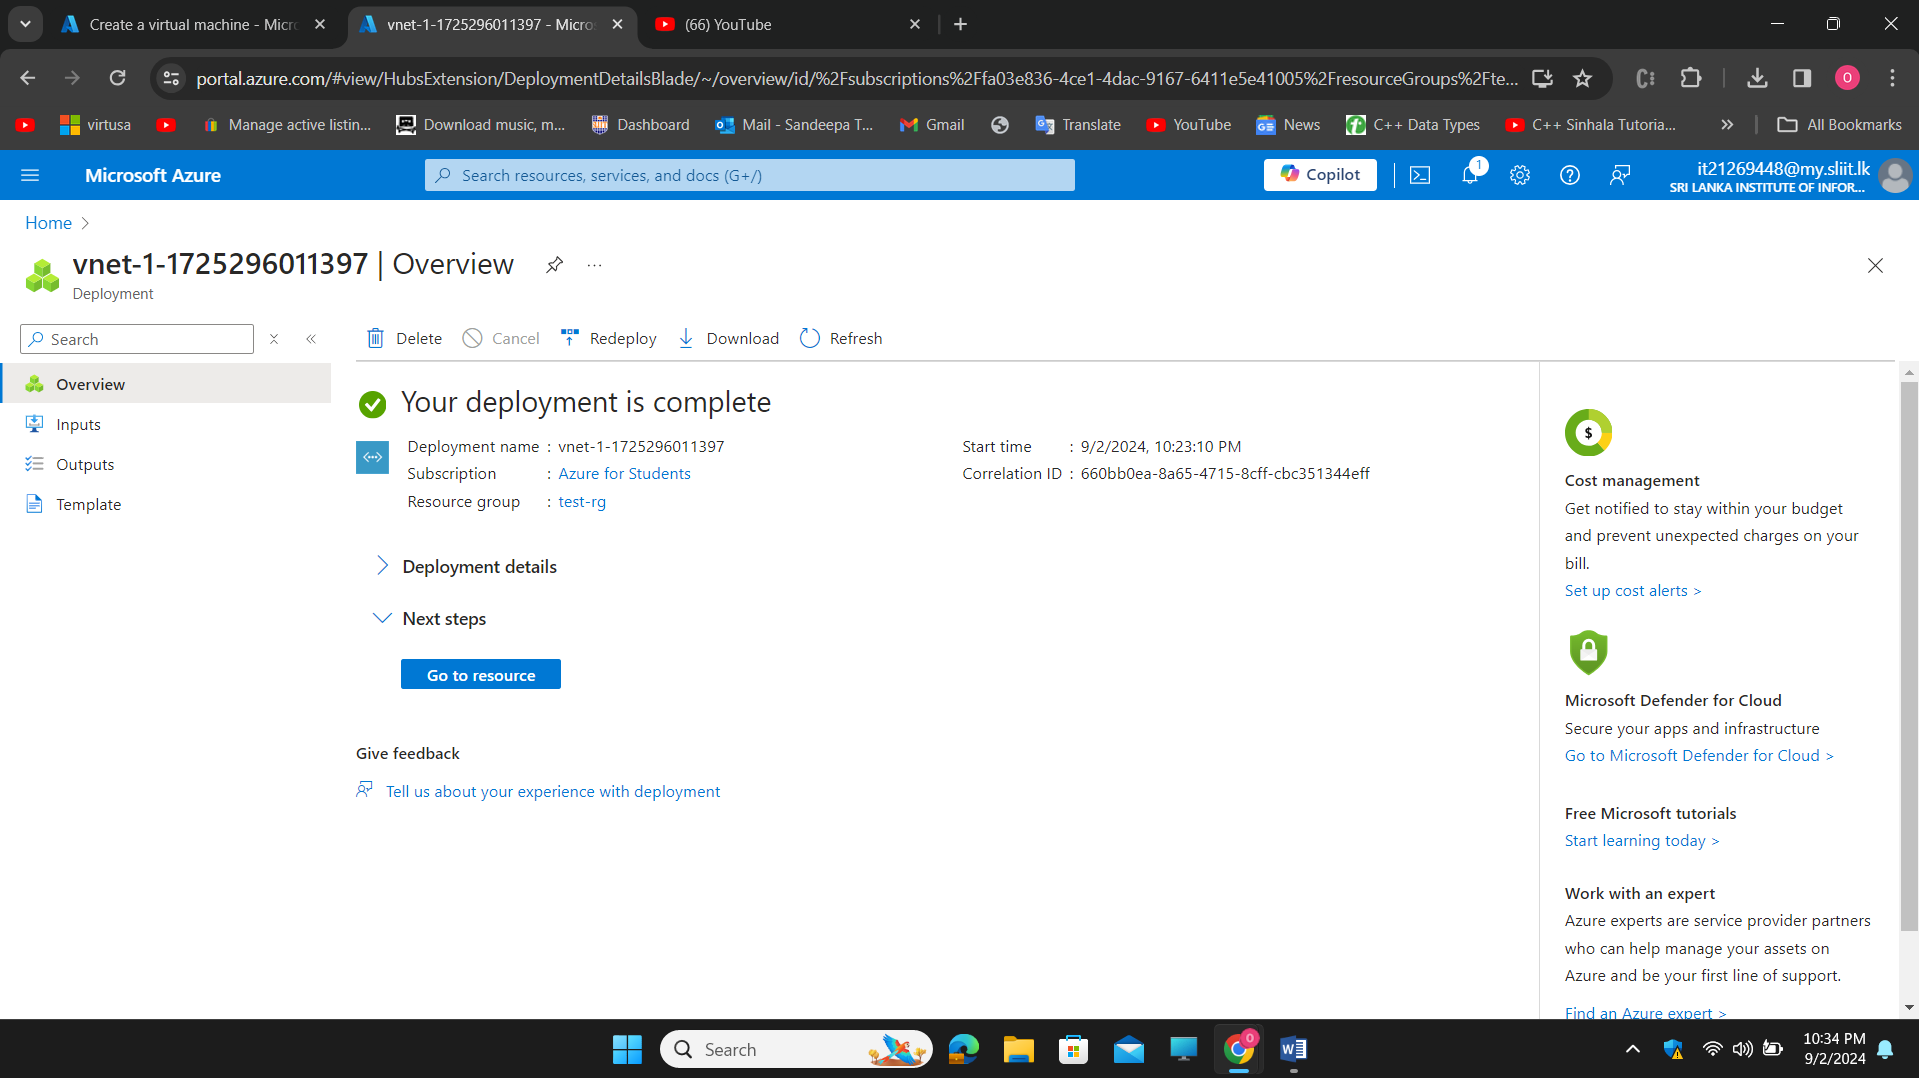 Create a virtual machine - Micro
vnet-1-1725296011397 - Micro
(66) YouTube
portal.azure.com/#view/HubsExtension/DeploymentDetailsBlade/~/overview/id/%2Fsubscriptions%2Ffa03e836-4ce1-4dac-9167-6411e5e41005%2FresourceGroups%2Fte...
O
virtusa
Manage active listin...
Download music, m...
Dashboard
Mail - Sandeepa T...
Gmail
Translate
YouTube
News
C++ Data Types
C++ Sinhala Tutoria...
All Bookmarks
Microsoft Azure
Search resources, services, and docs (G+/)
Copilot
1
it21269448@my.sliit.lk
SRI LANKA INSTITUTE OF INFOR...
Home
vnet-1-1725296011397 | Overview
Deployment
Search
Delete
Cancel
Redeploy
Download
Refresh
Overview
Inputs
Outputs
Template
Your deployment is complete
Deployment name : vnet-1-1725296011397
Subscription : Azure for Students
Resource group : test-rg
Start time : 9/2/2024, 10:23:10 PM
Correlation ID : 660bb0ea-8a65-4715-8cff-cbc351344eff
Deployment details
Next steps
Go to resource
Give feedback
Tell us about your experience with deployment
$
Cost management
Get notified to stay within your budget
and prevent unexpected charges on your
bill.
Set up cost alerts >
Microsoft Defender for Cloud
Secure your apps and infrastructure
Go to Microsoft Defender for Cloud >
Free Microsoft tutorials
Start learning today >
Work with an expert
Azure experts are service provider partners
who can help manage your assets on
Azure and be your first line of support.
Find an Azure expert >
Search
10:34 PM
9/2/2024